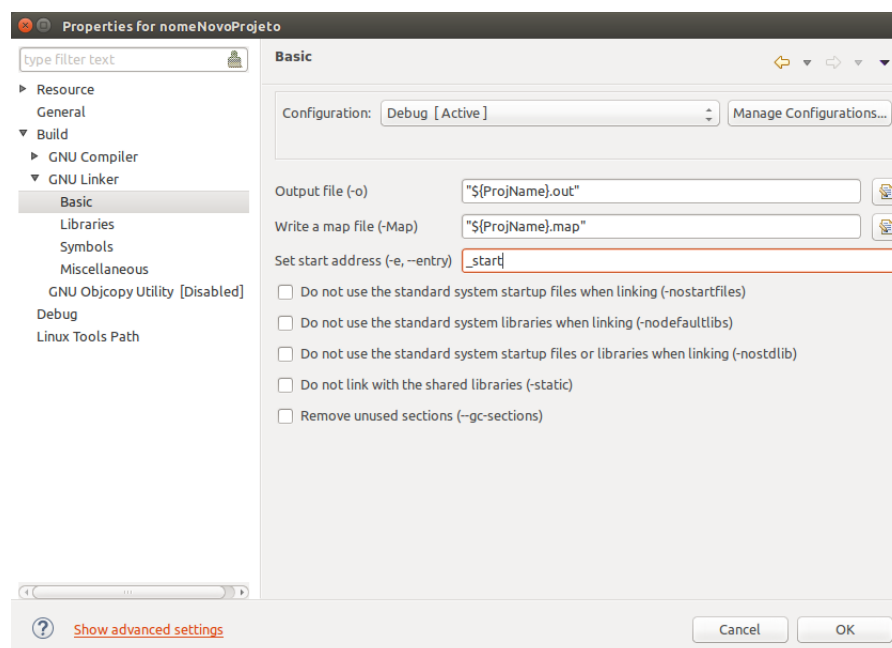 Properties for nomeNovoProjeto
type filter text
Resource
General
Build
GNU Compiler
GNU Linker
Basic
Libraries
Symbols
Miscellaneous
GNU Objcopy Utility [Disabled]
Debug
Linux Tools Path
Basic
Configuration: Debug [ Active ] Manage Configurations...
Output file (-o) "${ProjName}.out"
Write a map file (-Map) "${ProjName}.map"
Set start address (-e, --entry) _start
Do not use the standard system startup files when linking (-nostartfiles)
Do not use the standard system libraries when linking (-nodefaultlibs)
Do not use the standard system startup files or libraries when linking (-nostdlib)
Do not link with the shared libraries (-static)
Remove unused sections (--gc-sections)
? Show advanced settings
Cancel OK